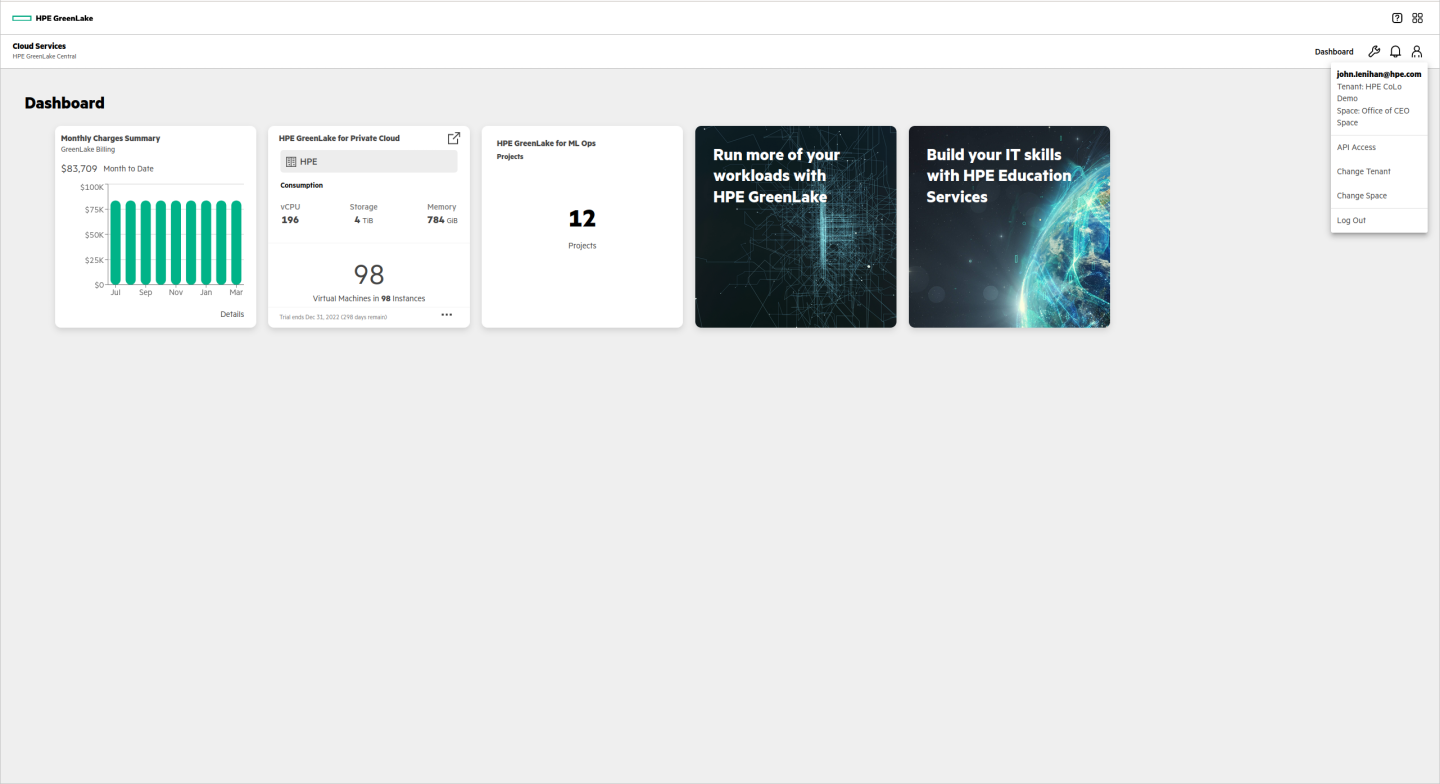 HPE GreenLake
Cloud Services
HPE GreenLake Central
Dashboard
john.lenihan@hpe.com
Tenant: HPE CoLo
Demo
Space: Office of CEO
Space
API Access
Change Tenant
Change Space
Log Out
Dashboard
Monthly Charges Summary
GreenLake Billing
$83,709 Month to Date
$100K
$75K
$50K
$25K
$0
Jul Sep Nov Jan Mar
Details
HPE GreenLake for Private Cloud
HPE
Consumption
vCPU Storage Memory
196 4 TiB 784 GiB
98
Virtual Machines in 98 Instances
Trial ends Dec 31, 2022 (298 days remain)
HPE GreenLake for ML Ops
Projects
12
Projects
Run more of your
workloads with
HPE GreenLake
Build your IT skills
with HPE Education
Services